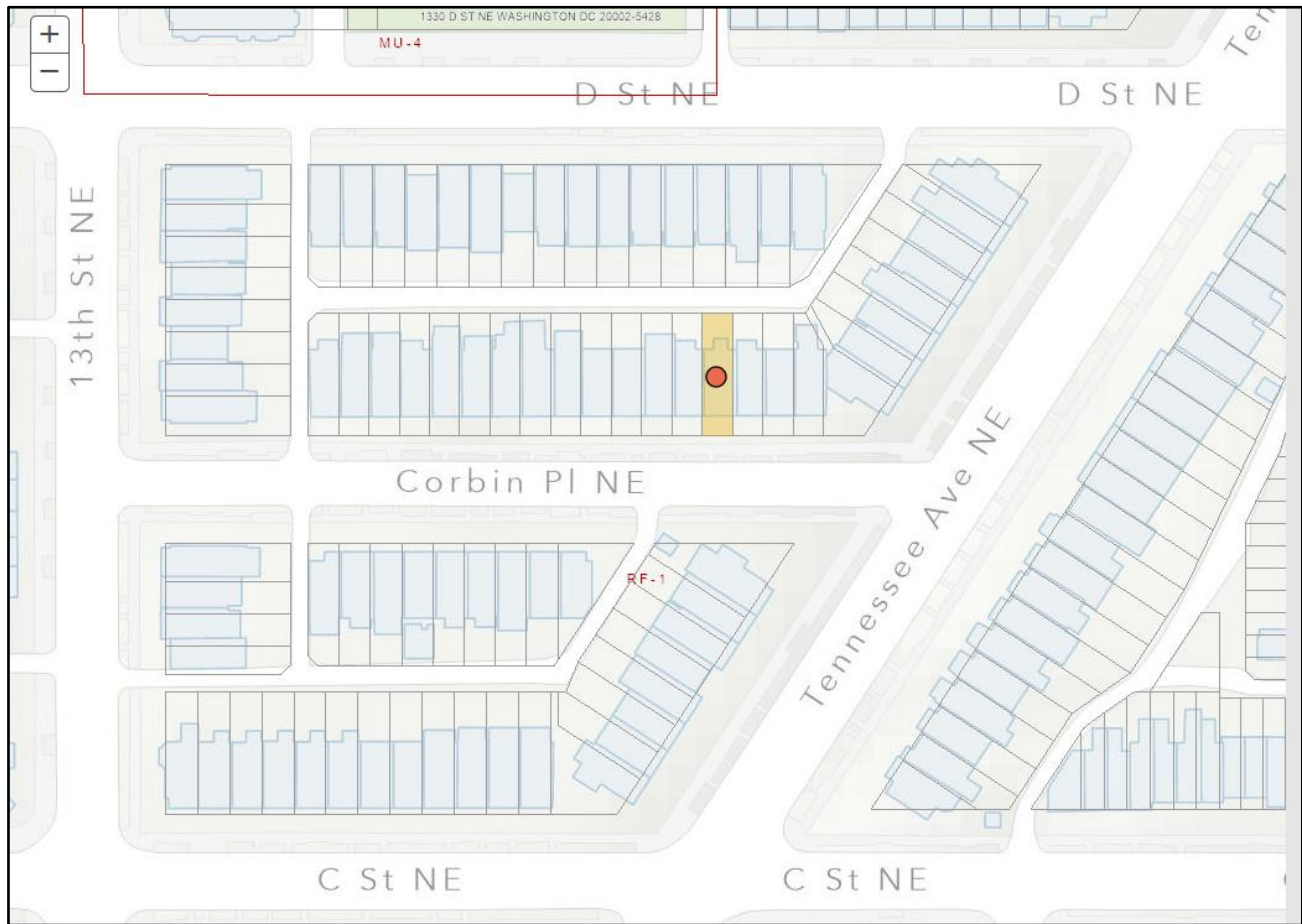 +
−
1330 D ST NE WASHINGTON DC 20002-5428
MU-4
D St NE
D St NE
13th St NE
Corbin Pl NE
Tennessee Ave NE
RF-1
C St NE
C St NE